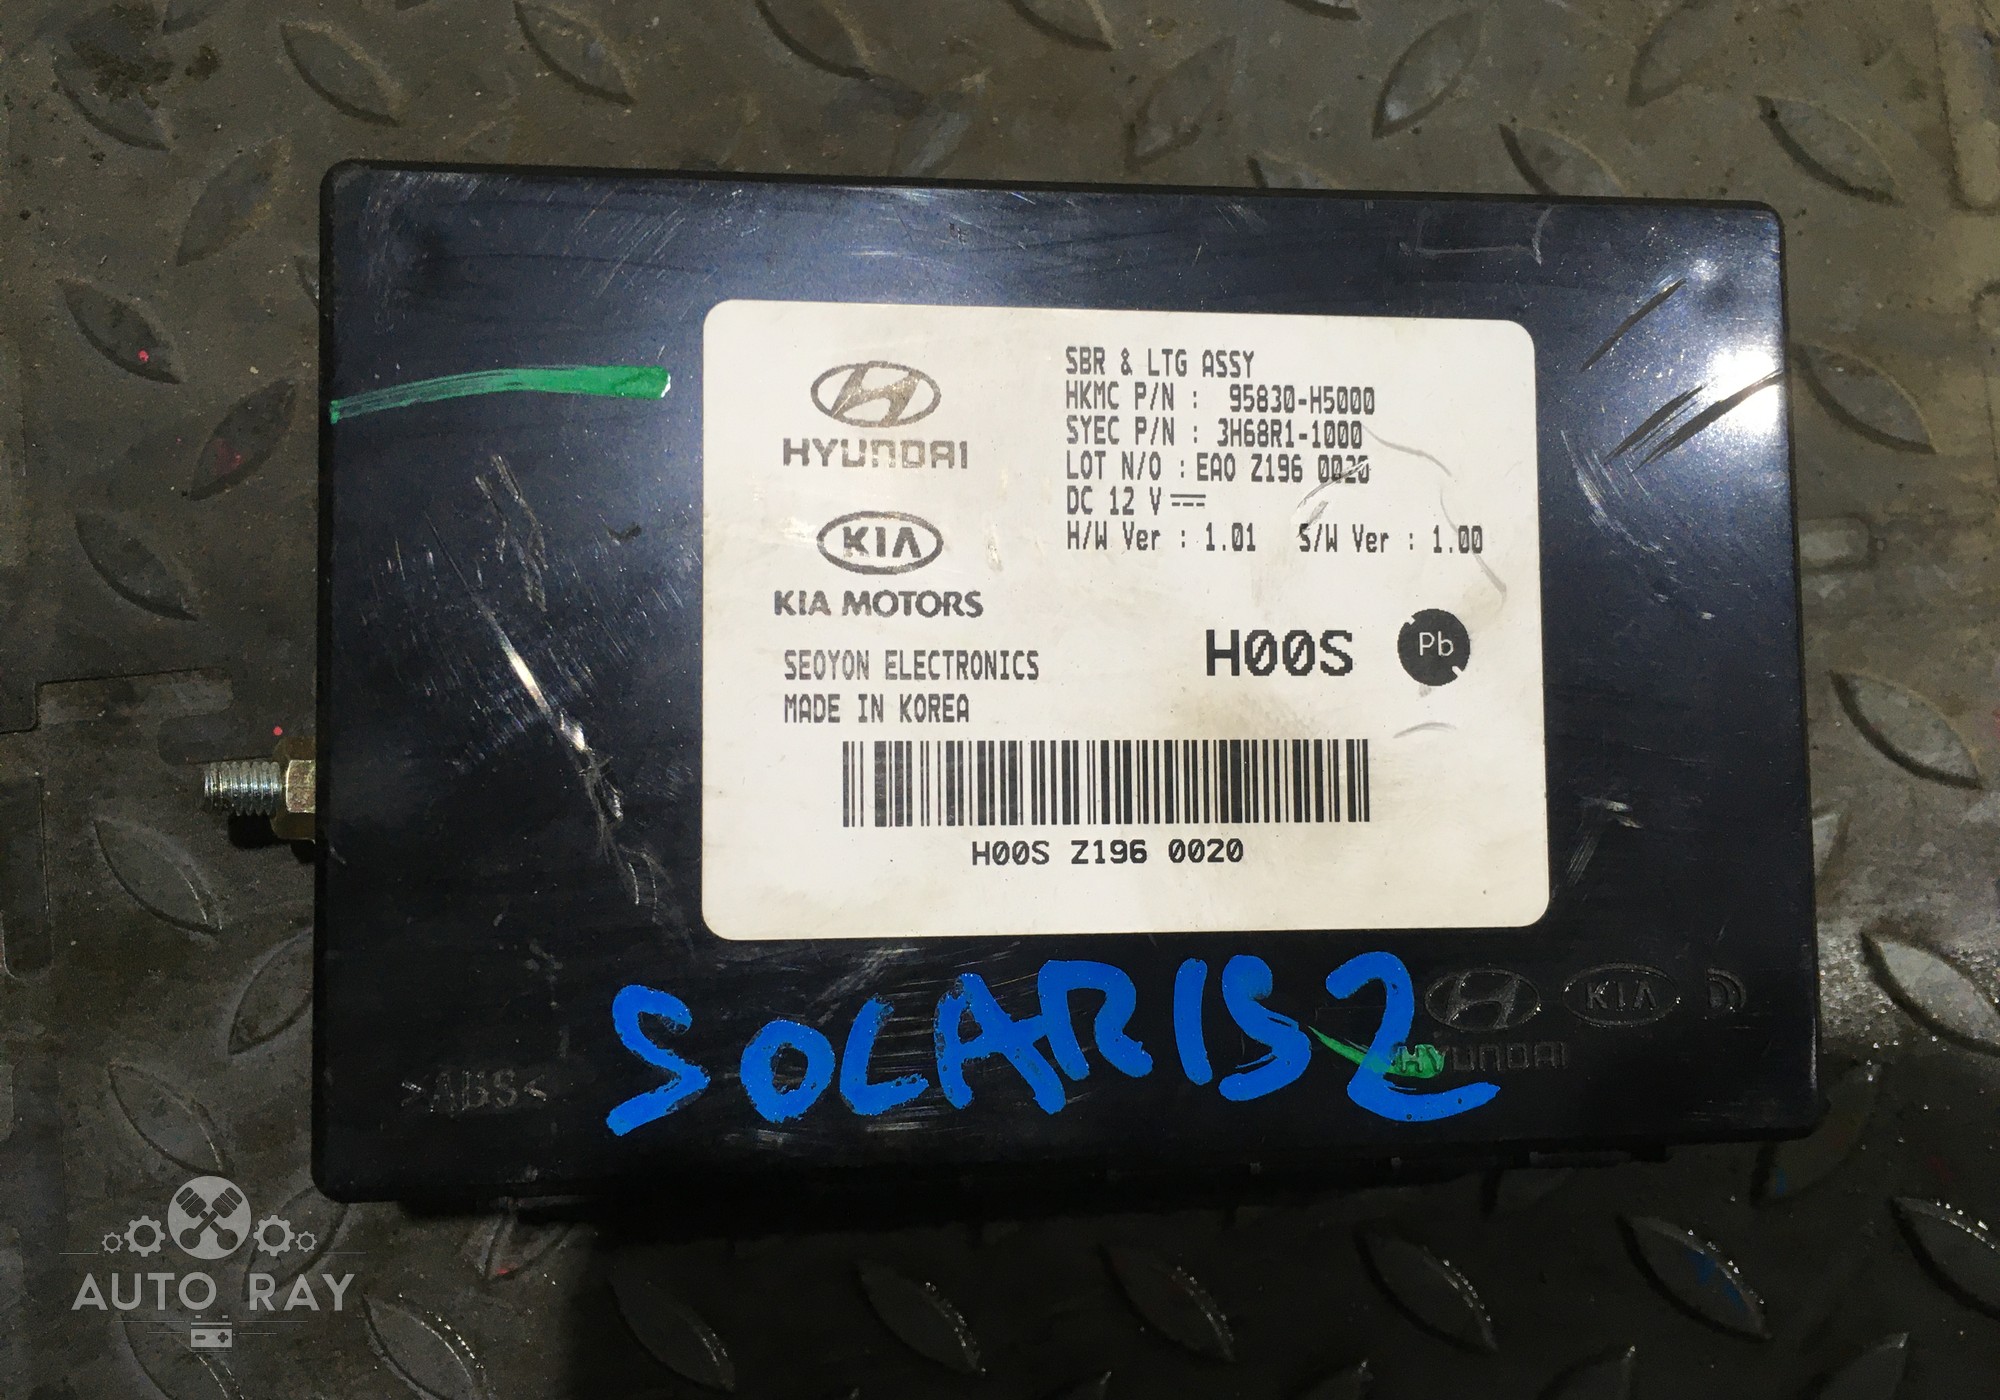 HYUNDAI
KIA
KIA MOTORS
SEOYON ELECTRONICS
MADE IN KOREA
SBR & LTG ASSY
HKMC P/N : 95830-H5000
SYEC P/N : 3H68R1-1000
LOT N/O : EA0 Z196 0020
DC 12 V
H/W Ver : 1.01 S/W Ver : 1.00
H00S Pb
H00S Z196 0020
SOLARIS 2
KIA
HYUNDAI
>ABS<
AUTO RAY